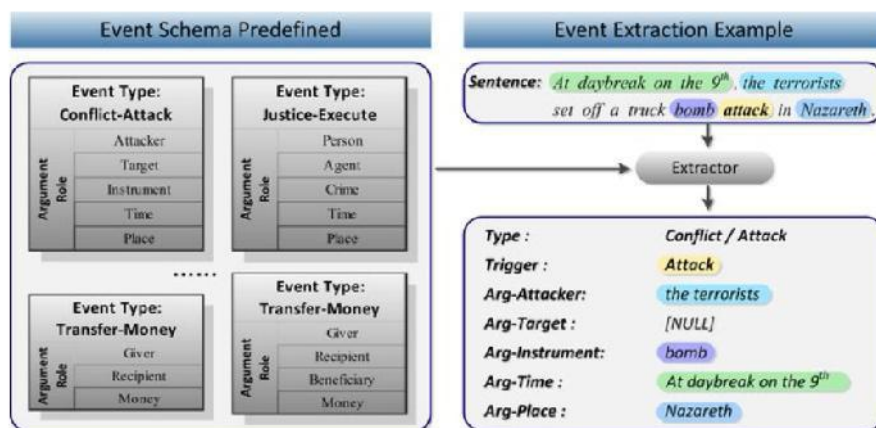 Event Schema Predefined
Event Type:
Conflict-Attack
Argument
Role
Attacker
Target
Instrument
Time
Place
Event Type:
Justice-Execute
Argument
Role
Person
Agent
Crime
Time
Place
......
Event Type:
Transfer-Money
Argument
Role
Giver
Recipient
Money
Event Type:
Transfer-Money
Argument
Role
Giver
Recipient
Beneficiary
Money
Event Extraction Example
Sentence: At daybreak on the 9th, the terrorists
set off a truck bomb attack in Nazareth.
Extractor
Type : Conflict / Attack
Trigger : Attack
Arg-Attacker: the terrorists
Arg-Target : [NULL]
Arg-Instrument: bomb
Arg-Time : At daybreak on the 9th
Arg-Place : Nazareth